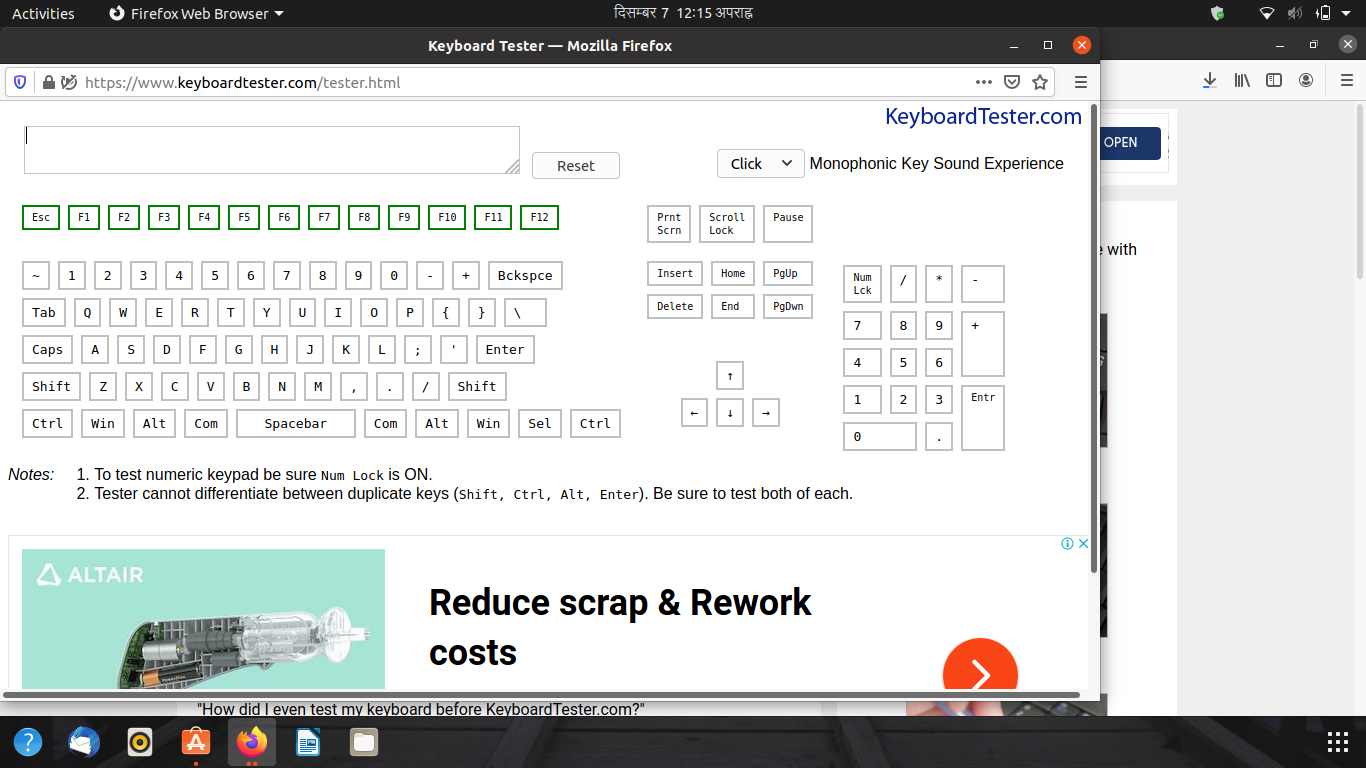 Activities Firefox Web Browser दिसम्बर 7 12:15 अपराह्न
Keyboard Tester — Mozilla Firefox
https://www.keyboardtester.com/tester.html
KeyboardTester.com
OPEN
Reset Click Monophonic Key Sound Experience
Esc F1 F2 F3 F4 F5 F6 F7 F8 F9 F10 F11 F12
Prnt Scrn Scroll Lock Pause
e with
~ 1 2 3 4 5 6 7 8 9 0 - + Bckspce
Insert Home PgUp
Num Lck / * -
Tab Q W E R T Y U I O P { } \
Delete End PgDwn
7 8 9 +
Caps A S D F G H J K L ; ' Enter
4 5 6
Shift Z X C V B N M , . / Shift
↑
1 2 3 Entr
Ctrl Win Alt Com Spacebar Com Alt Win Sel Ctrl
← ↓ →
0 .
Notes: 1. To test numeric keypad be sure Num Lock is ON.
2. Tester cannot differentiate between duplicate keys (Shift, Ctrl, Alt, Enter). Be sure to test both of each.
ALTAIR
Reduce scrap & Rework
costs
"How did I even test my keyboard before KeyboardTester.com?"